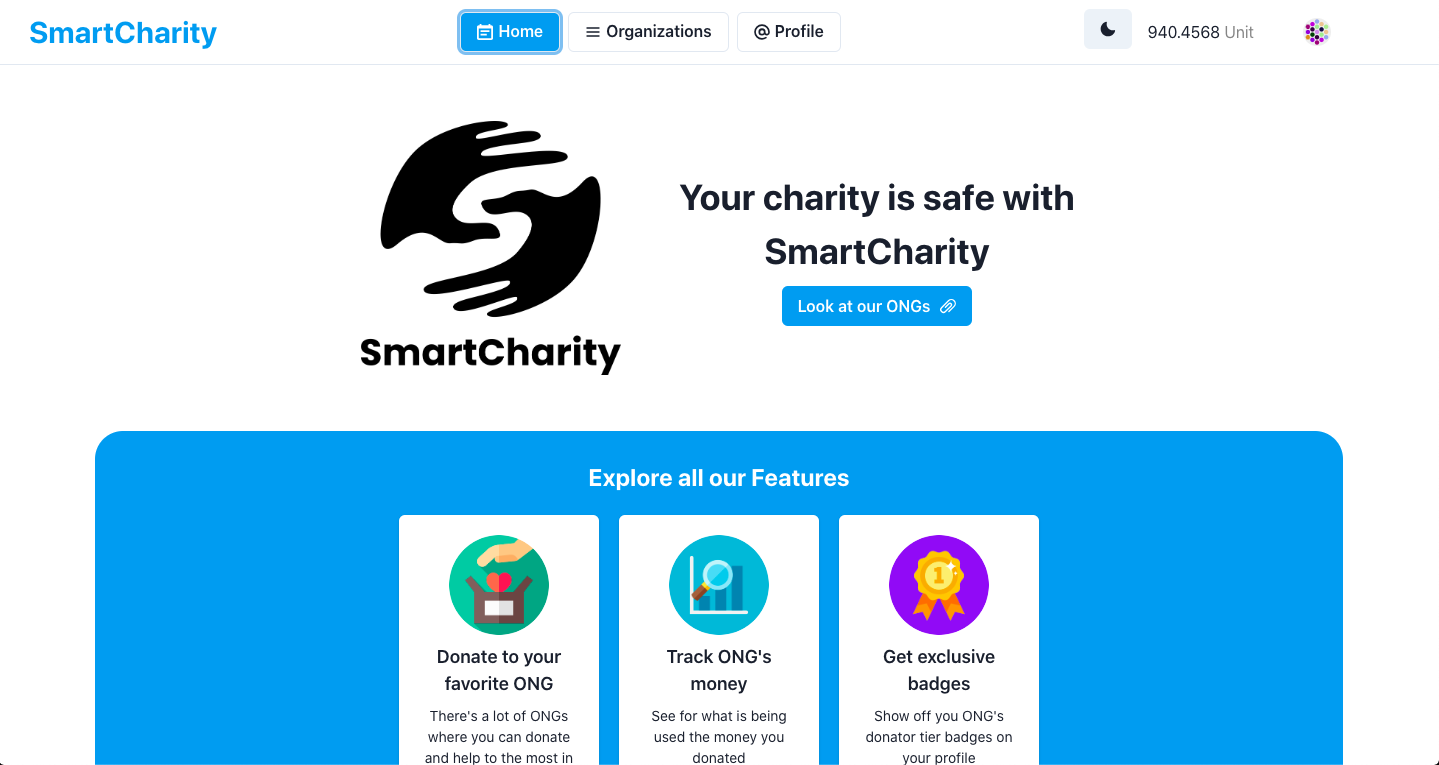 SmartCharity
Home
Organizations
Profile
940.4568 Unit
SmartCharity
Your charity is safe with
SmartCharity
Look at our ONGs
Explore all our Features
Donate to your
favorite ONG
There's a lot of ONGs
where you can donate
and help to the most in
Track ONG's
money
See for what is being
used the money you
donated
1
Get exclusive
badges
Show off you ONG's
donator tier badges on
your profile